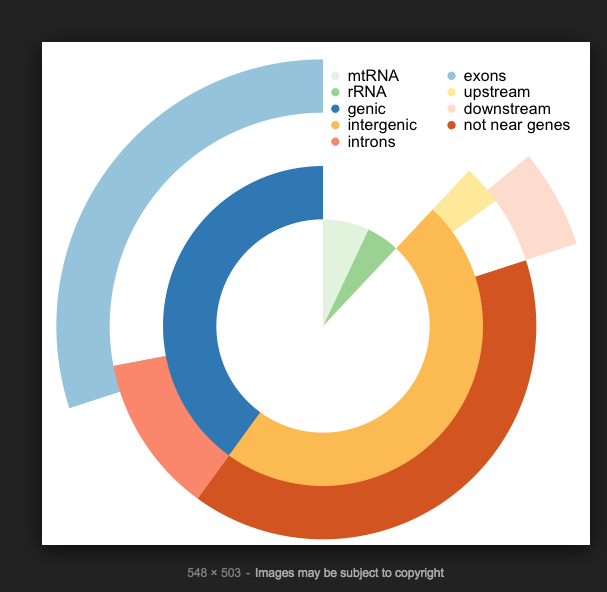 mtRNA
rRNA
genic
intergenic
introns
exons
upstream
downstream
not near genes
548 × 503 - Images may be subject to copyright